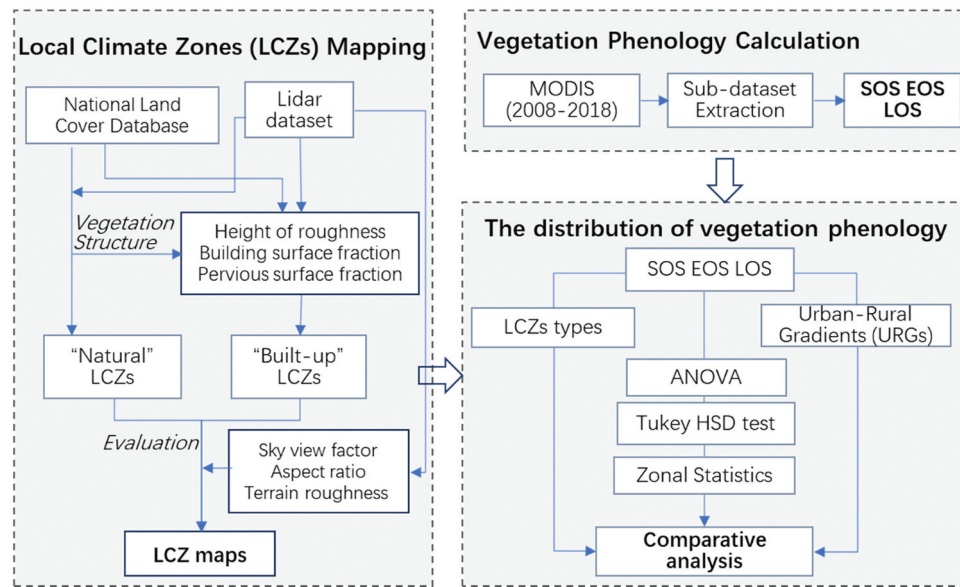 Local Climate Zones (LCZs) Mapping
National Land
Cover Database
Lidar
dataset
Vegetation
Structure
Height of roughness
Building surface fraction
Pervious surface fraction
“Natural”
LCZs
“Built-up”
LCZs
Evaluation
Sky view factor
Aspect ratio
Terrain roughness
LCZ maps
Vegetation Phenology Calculation
MODIS
(2008-2018)
Sub-dataset
Extraction
SOS EOS
LOS
The distribution of vegetation phenology
SOS EOS LOS
LCZs types
Urban-Rural
Gradients (URGs)
ANOVA
Tukey HSD test
Zonal Statistics
Comparative
analysis